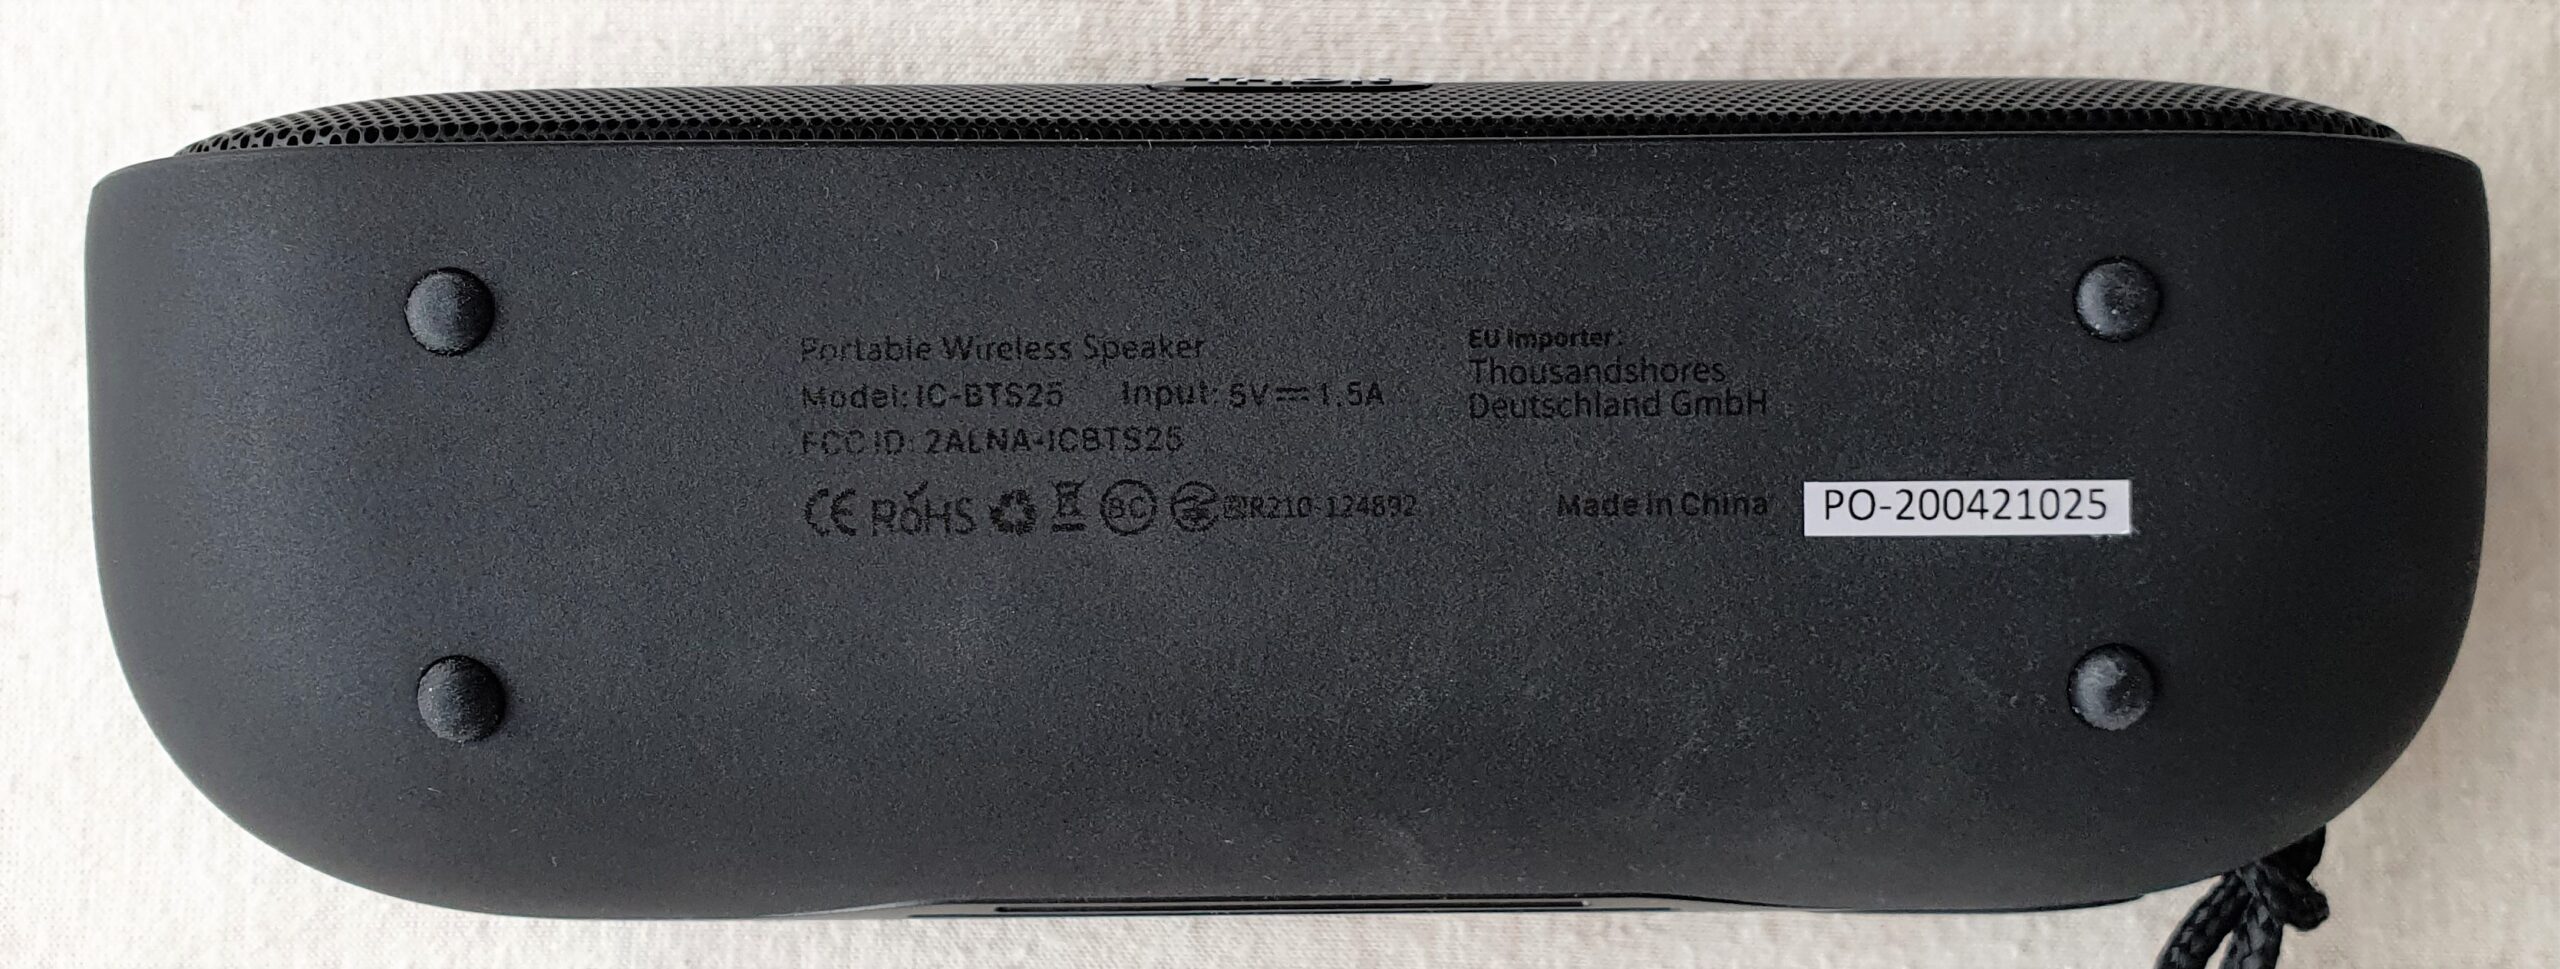 Portable Wireless Speaker
Model: IC-BTS25 Input: 5V⎓1.5A
FCC ID: 2ALNA-ICBTS25
CE RoHS BC R R210-124892
EU Importer:
Thousandshores
Deutschland GmbH
Made in China
PO-200421025